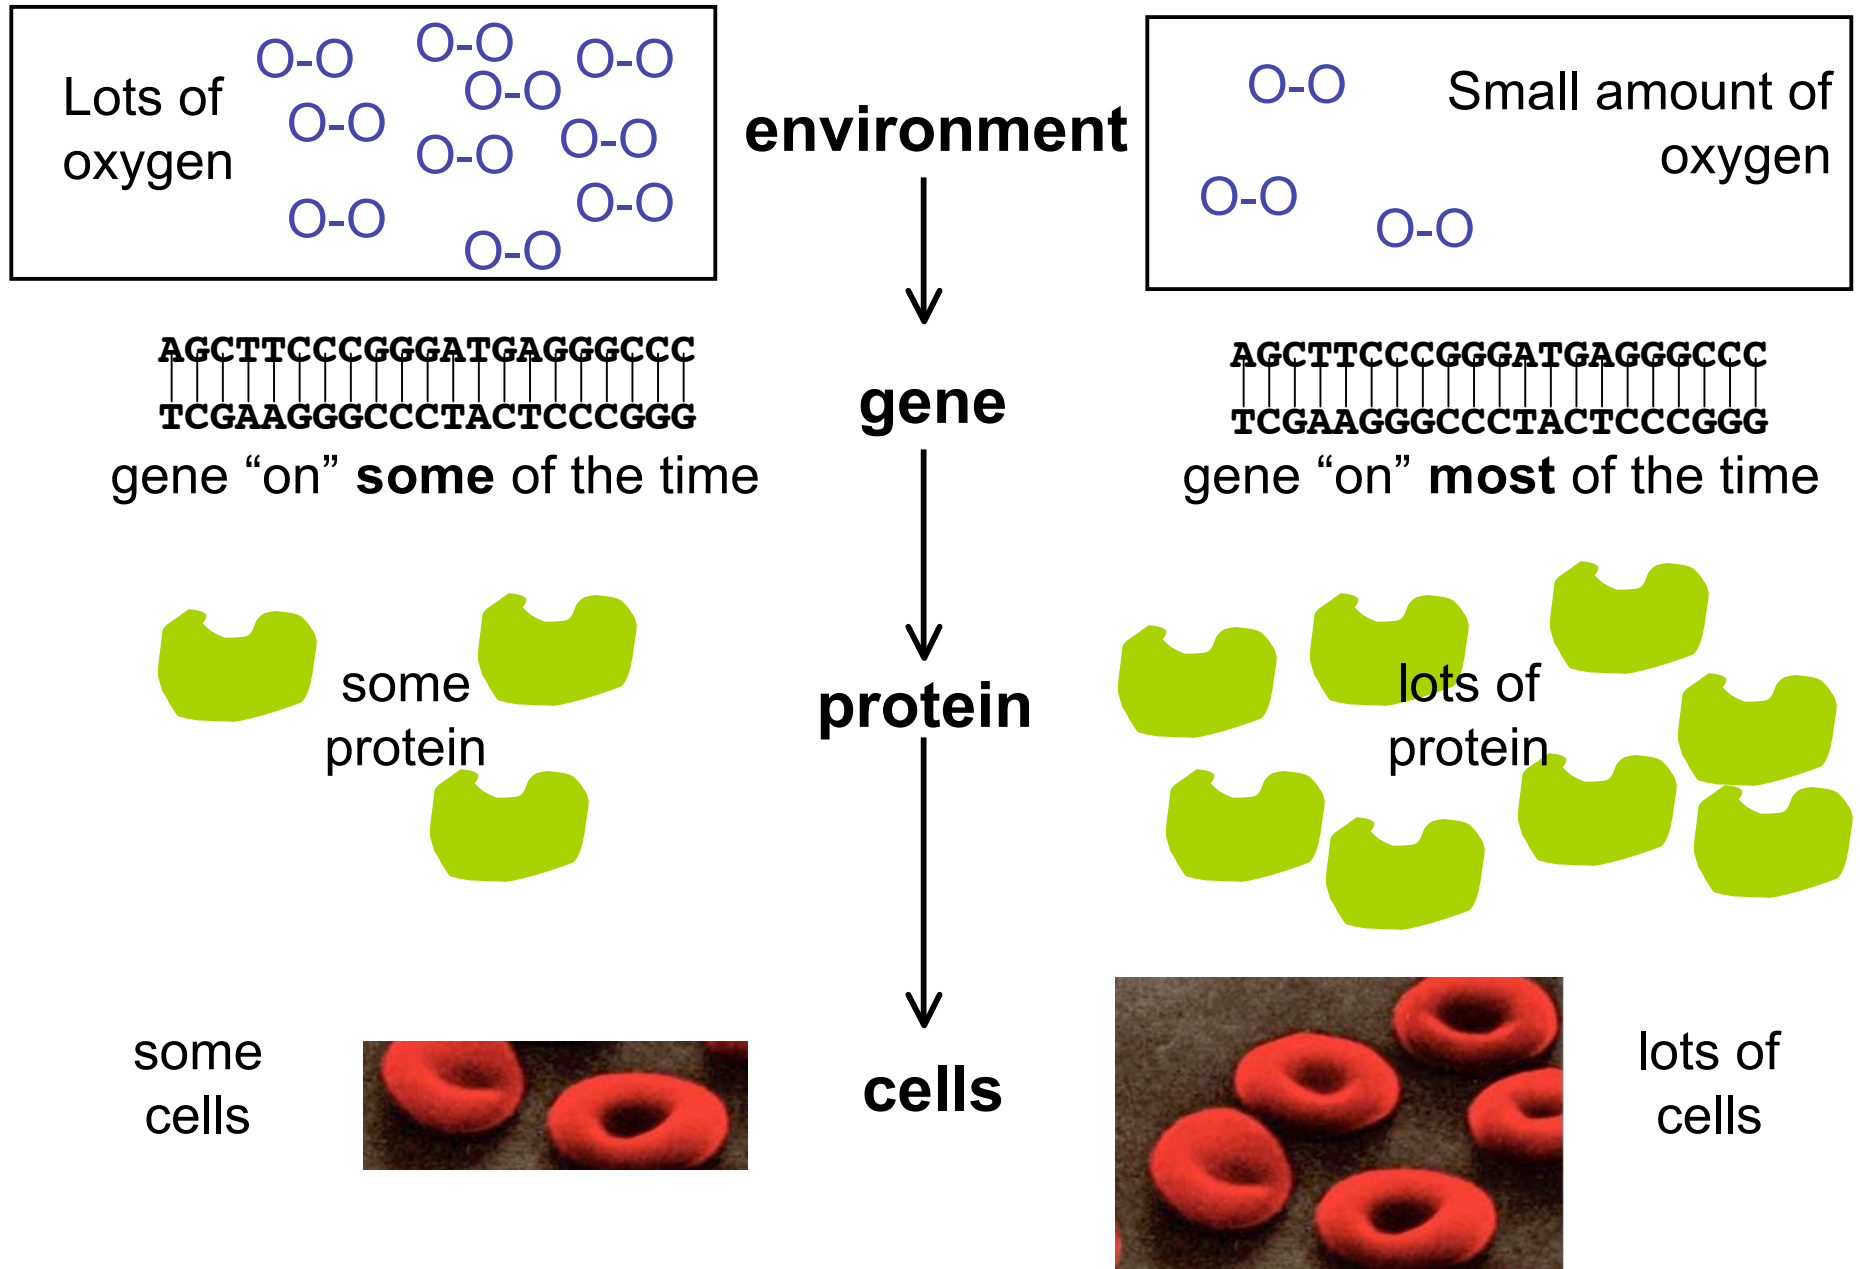 Lots of
oxygen
O-O
O-O
O-O
O-O
O-O
O-O
O-O
O-O
O-O
O-O
environment
Small amount of
oxygen
O-O
O-O
O-O
AGCTTCCCGGGATGAGGGCCC
TCGAAGGGCCCTACTCCCGGG
gene “on” some of the time
gene
AGCTTCCCGGGATGAGGGCCC
TCGAAGGGCCCTACTCCCGGG
gene “on” most of the time
some
protein
protein
lots of
protein
some
cells
cells
lots of
cells